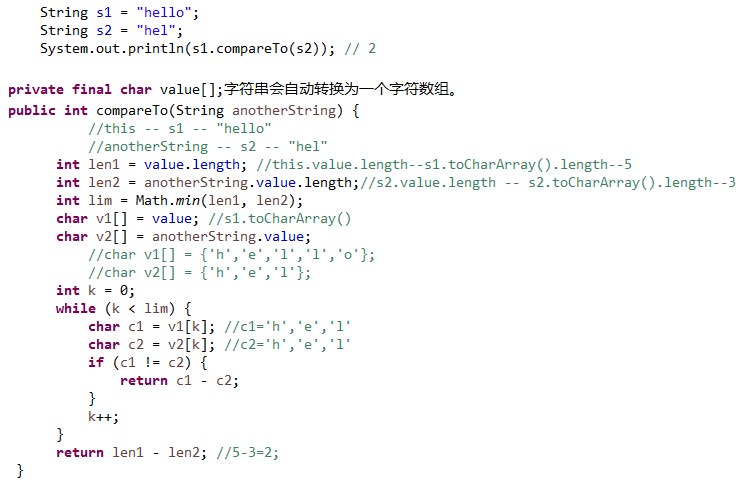 String s1 = "hello";
String s2 = "hel";
System.out.println(s1.compareTo(s2)); // 2
private final char value[];字符串会自动转换为一个字符数组。
public int compareTo(String anotherString) {
//this -- s1 -- "hello"
//anotherString -- s2 -- "hel"
int len1 = value.length; //this.value.length--s1.toCharArray().length--5
int len2 = anotherString.value.length;//s2.value.length -- s2.toCharArray().length--3
int lim = Math.min(len1, len2);
char v1[] = value; //s1.toCharArray()
char v2[] = anotherString.value;
//char v1[] = {'h','e','l','l','o'};
//char v2[] = {'h','e','l'};
int k = 0;
while (k < lim) {
char c1 = v1[k]; //c1='h','e','l'
char c2 = v2[k]; //c2='h','e','l'
if (c1 != c2) {
return c1 - c2;
}
k++;
}
return len1 - len2; //5-3=2;
}